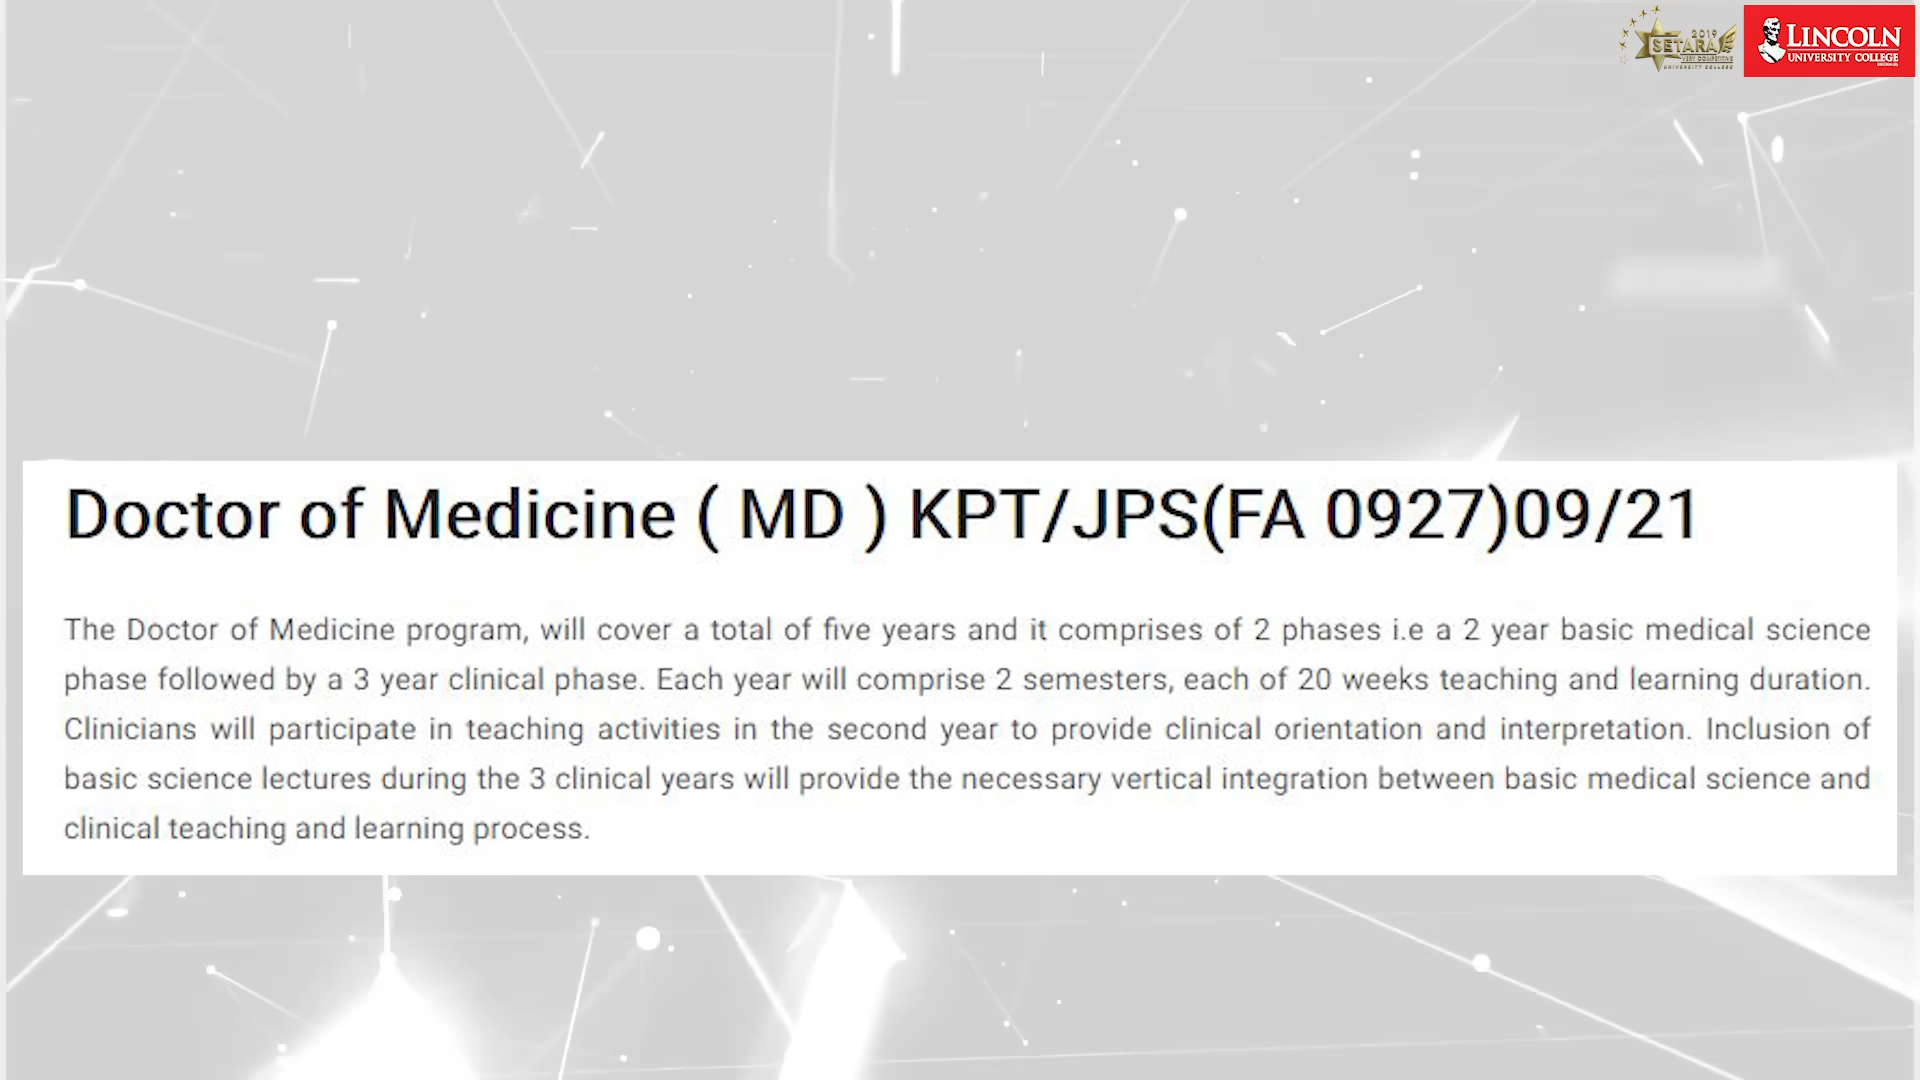 2019
SETARA
VERY COMPETITIVE
UNIVERSITY COLLEGE
LINCOLN
UNIVERSITY COLLEGE
Doctor of Medicine ( MD ) KPT/JPS(FA 0927)09/21
The Doctor of Medicine program, will cover a total of five years and it comprises of 2 phases i.e a 2 year basic medical science
phase followed by a 3 year clinical phase. Each year will comprise 2 semesters, each of 20 weeks teaching and learning duration.
Clinicians will participate in teaching activities in the second year to provide clinical orientation and interpretation. Inclusion of
basic science lectures during the 3 clinical years will provide the necessary vertical integration between basic medical science and
clinical teaching and learning process.